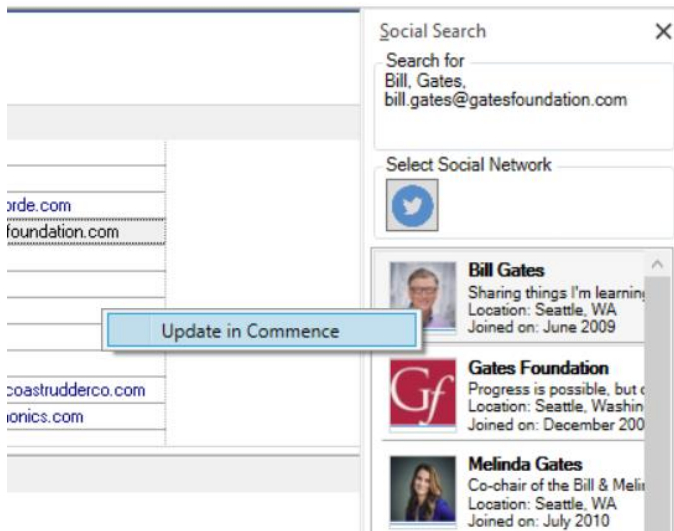 Social Search
Search for
Bill, Gates,
bill.gates@gatesfoundation.com
Select Social Network
orde.com
foundation.com
Bill Gates
Sharing things I'm learning
Location: Seattle, WA
Joined on: June 2009
Update in Commence
Gates Foundation
Gf
Progress is possible, but
Location: Seattle, Washin
Joined on: December 200
coastrudderco.com
onics.com
Melinda Gates
Co-chair of the Bill & Meli
Location: Seattle, WA
Joined on: July 2010